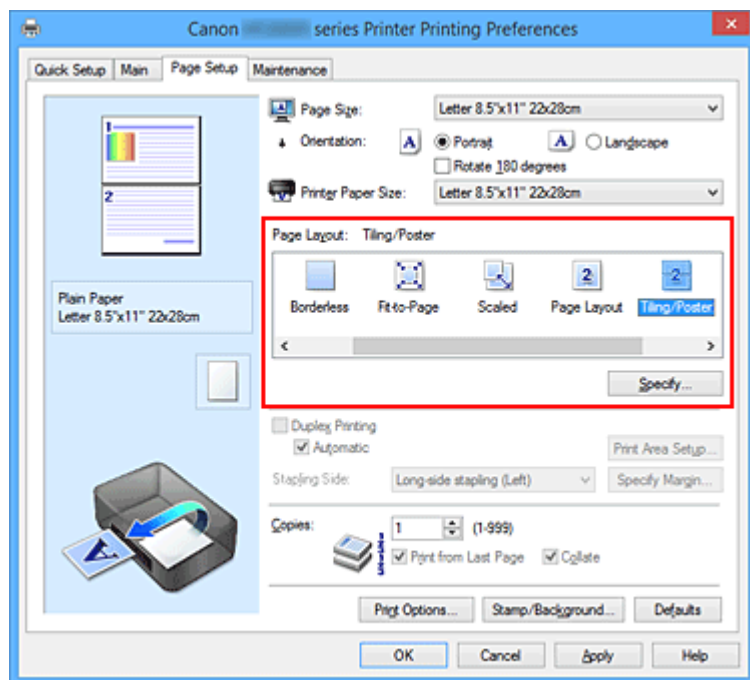 Canon series Printer Printing Preferences
Quick Setup Main Page Setup Maintenance
Page Size: Letter 8.5"x11" 22x28cm
Orientation: A Portrait A Landscape
Rotate 180 degrees
Printer Paper Size: Letter 8.5"x11" 22x28cm
1
2
Page Layout: Tiling/Poster
2 2
Borderless Fit-to-Page Scaled Page Layout Tiling/Poster
Plain Paper
Letter 8.5"x11" 22x28cm
Specify...
Duplex Printing
Automatic
Print Area Setup...
Stapling Side: Long-side stapling (Left) Specify Margin...
Copies: 1 (1-999)
Print from Last Page Collate
A
Print Options... Stamp/Background... Defaults
OK Cancel Apply Help